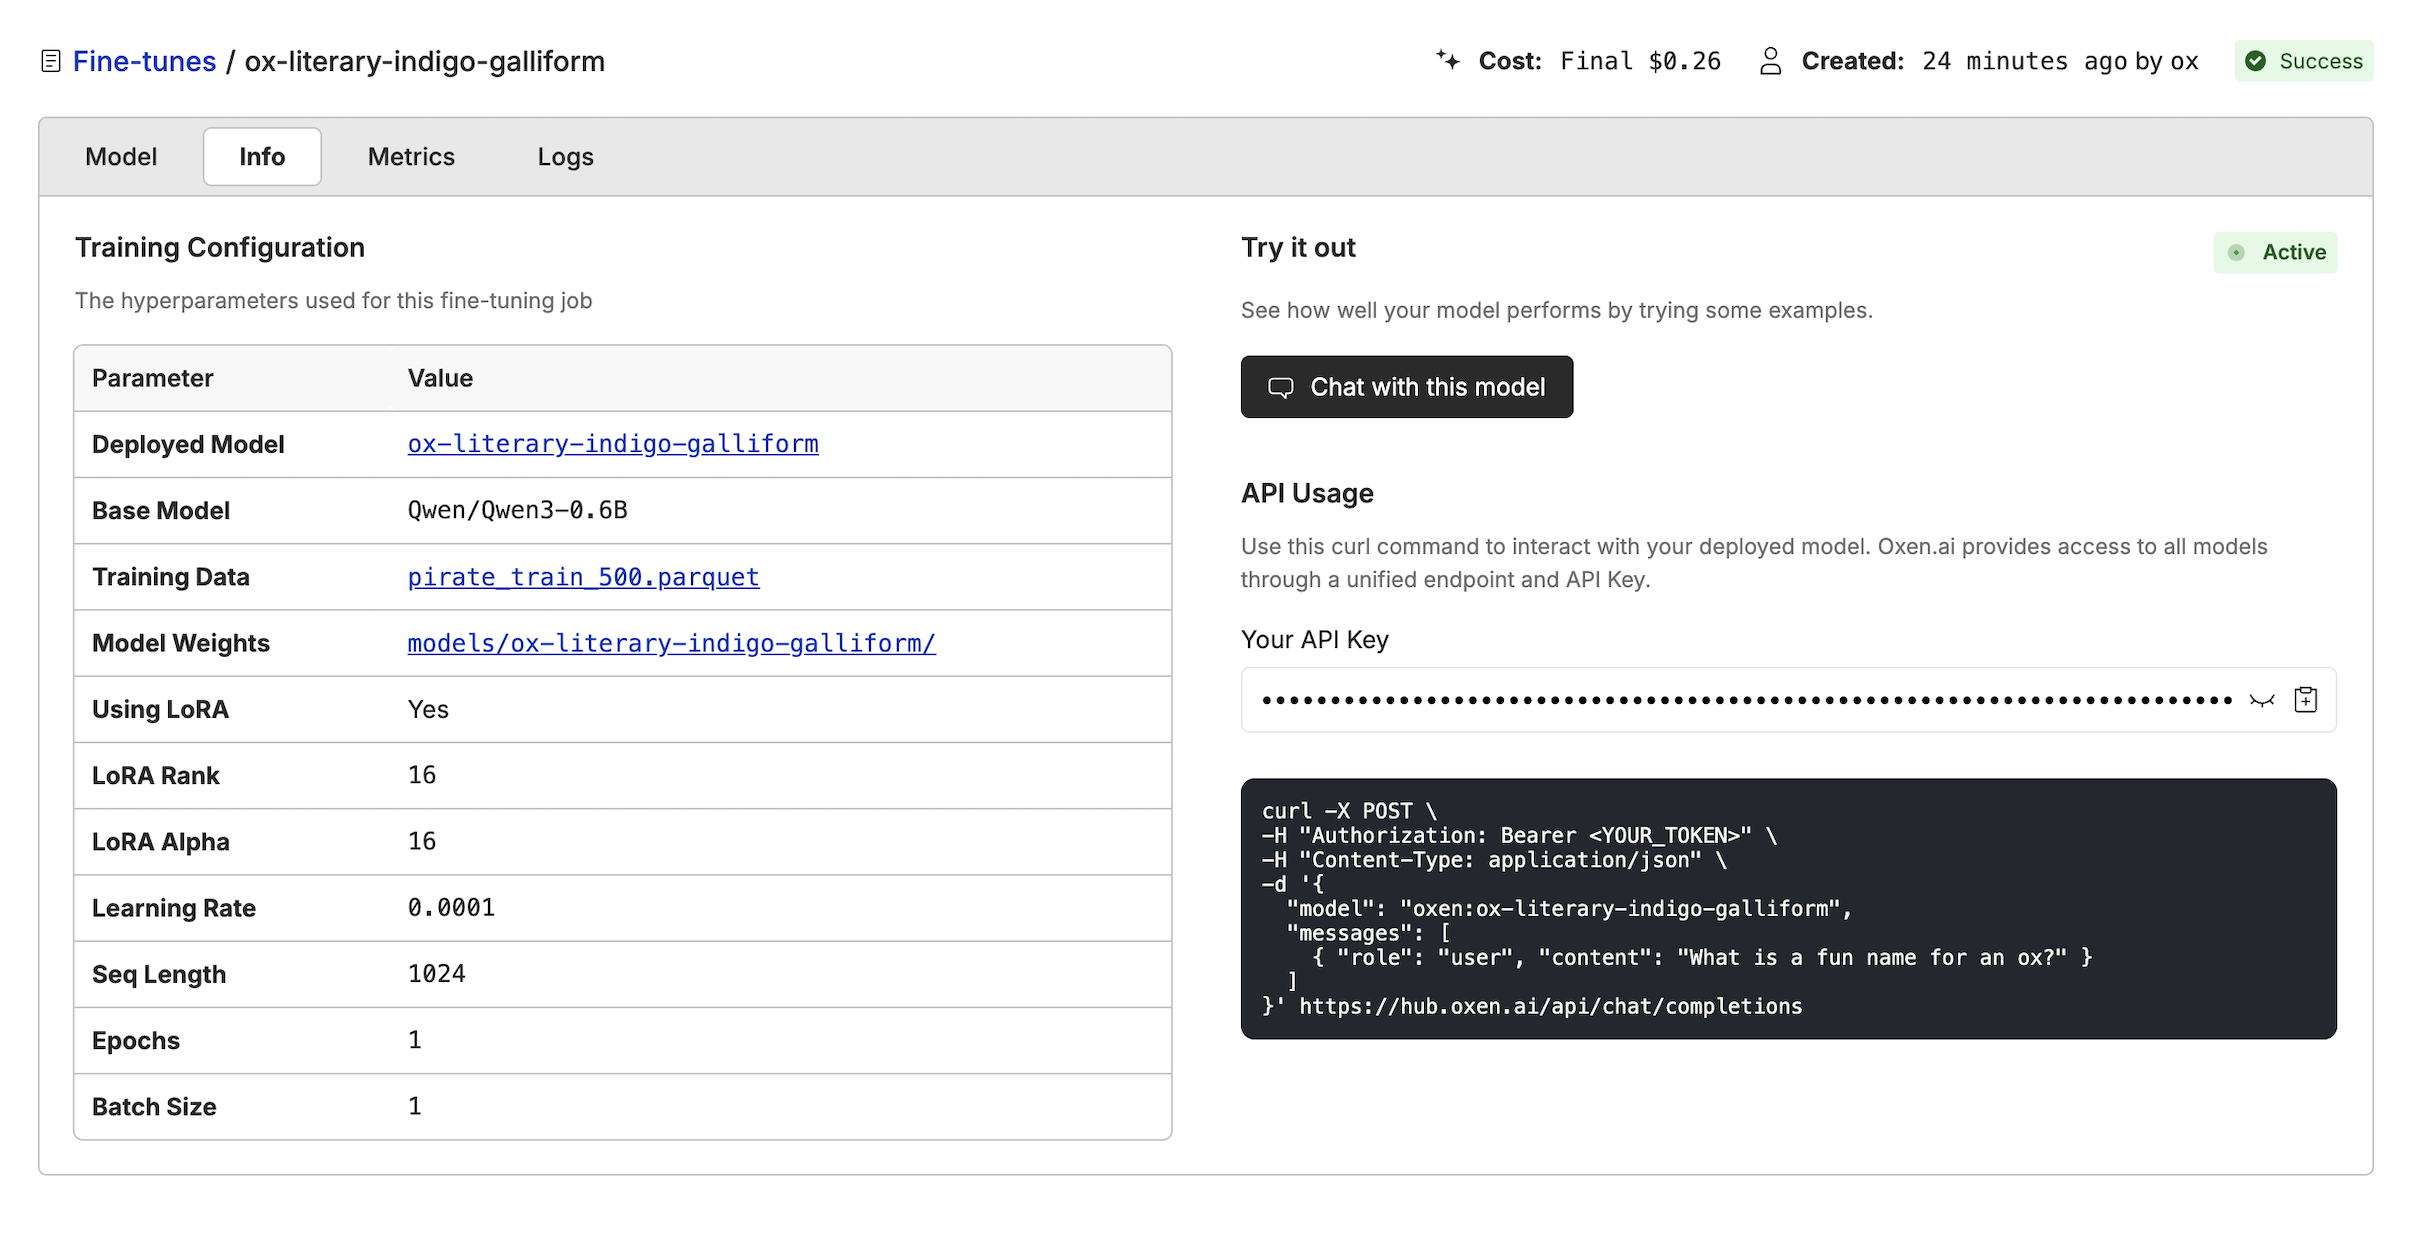 Fine-tunes / ox-literary-indigo-galliform
Cost: Final $0.26
Created: 24 minutes ago by ox
Success
Model
Info
Metrics
Logs
Training Configuration
The hyperparameters used for this fine-tuning job
Parameter Value
Deployed Model ox-literary-indigo-galliform
Base Model Qwen/Qwen3-0.6B
Training Data pirate_train_500.parquet
Model Weights models/ox-literary-indigo-galliform/
Using LoRA Yes
LoRA Rank 16
LoRA Alpha 16
Learning Rate 0.0001
Seq Length 1024
Epochs 1
Batch Size 1
Try it out
Active
See how well your model performs by trying some examples.
Chat with this model
API Usage
Use this curl command to interact with your deployed model. Oxen.ai provides access to all models
through a unified endpoint and API Key.
Your API Key
curl -X POST \
-H "Authorization: Bearer <YOUR_TOKEN>" \
-H "Content-Type: application/json" \
-d '{
"model": "oxen:ox-literary-indigo-galliform",
"messages": [
{ "role": "user", "content": "What is a fun name for an ox?" }
]
}' https://hub.oxen.ai/api/chat/completions